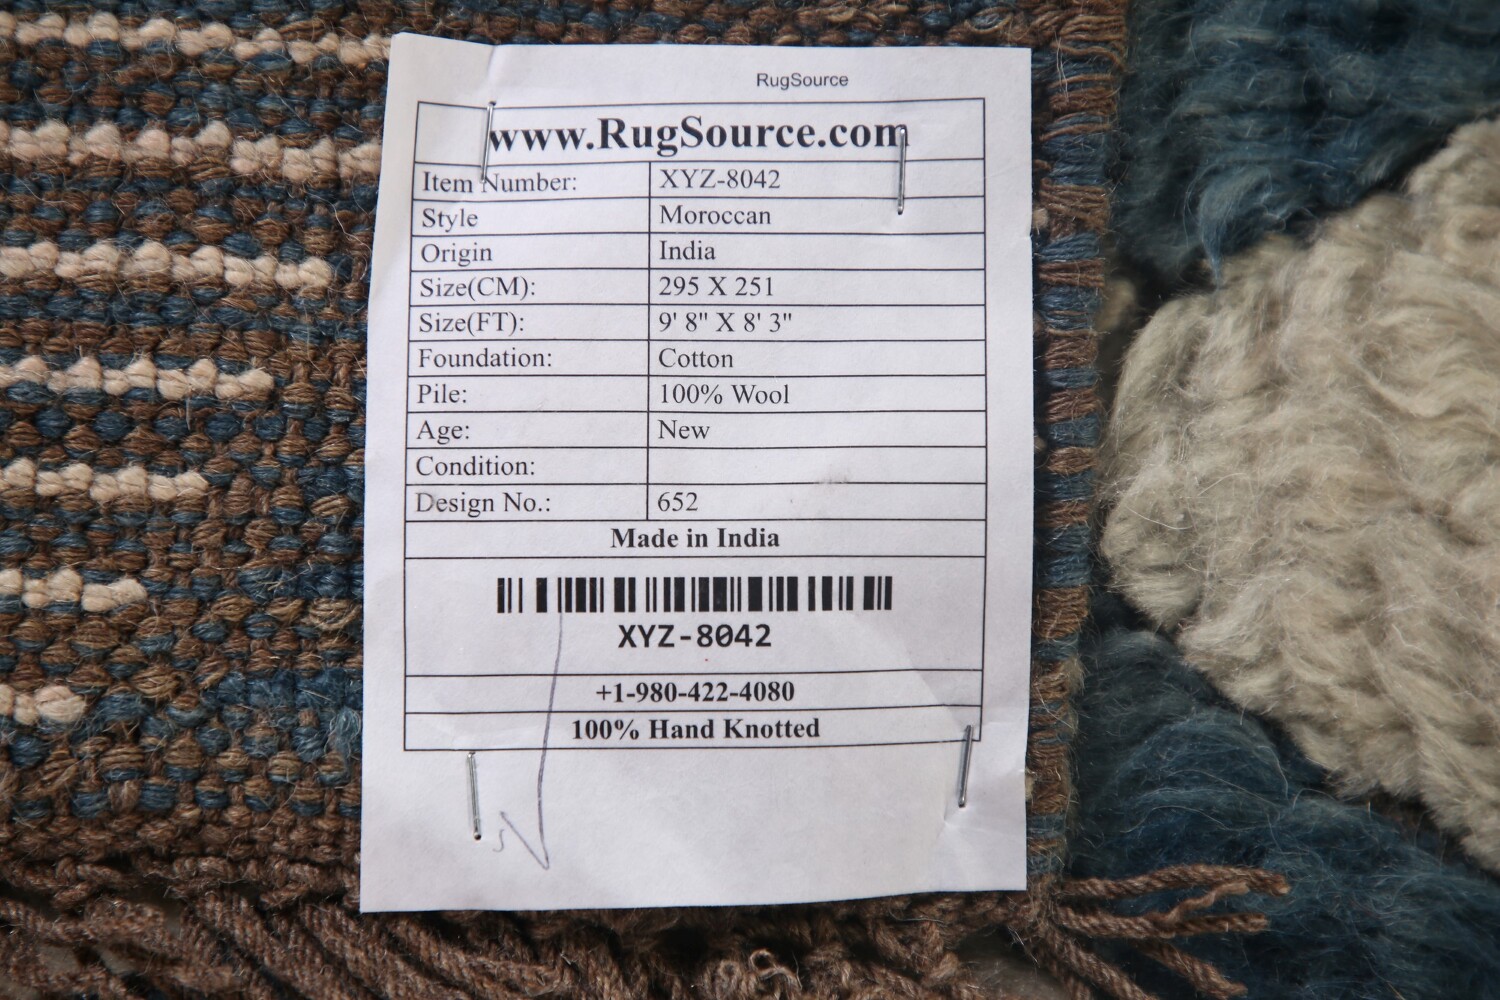 RugSource
www.RugSource.com
Item Number: XYZ-8042
Style Moroccan
Origin India
Size(CM): 295 X 251
Size(FT): 9' 8" X 8' 3"
Foundation: Cotton
Pile: 100% Wool
Age: New
Condition:
Design No.: 652
Made in India
XYZ-8042
+1-980-422-4080
100% Hand Knotted